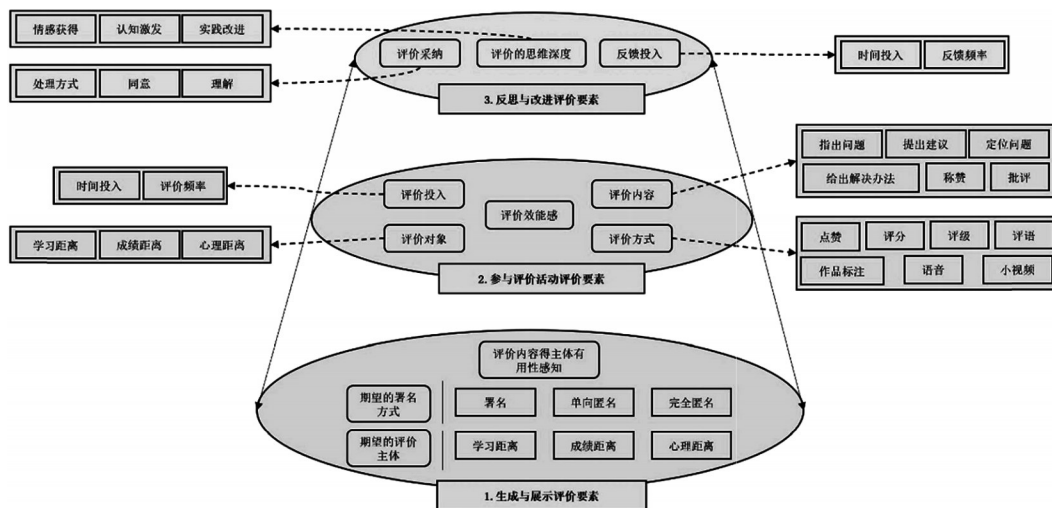 情感获得 认知激发 实践改进
处理方式 同意 理解
评价采纳 评价的思维深度 反馈投入
时间投入 反馈频率
3. 反思与改进评价要素
时间投入 评价频率
学习距离 成绩距离 心理距离
评价投入 评价内容
评价效能感
评价对象 评价方式
指出问题 提出建议 定位问题
给出解决办法 称赞 批评
点赞 评分 评级 评语
作品标注 语音 小视频
2. 参与评价活动评价要素
评价内容得主体有
用性感知
期望的署名
方式
署名 单向匿名 完全匿名
期望的评价
主体
学习距离 成绩距离 心理距离
1. 生成与展示评价要素